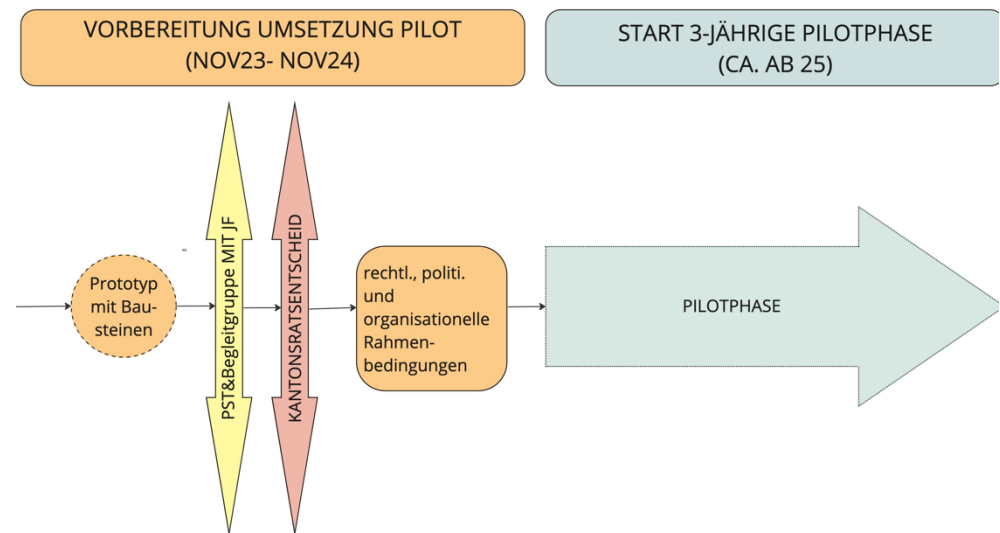 VORBEREITUNG UMSETZUNG PILOT
(NOV23- NOV24)
START 3-JÄHRIGE PILOTPHASE
(CA. AB 25)
Prototyp
mit Bau-
steinen
PST&Begleitgruppe MIT JF
KANTONSRATSENTSCHEID
rechtl., politi.
und
organisationelle
Rahmen-
bedingungen
PILOTPHASE